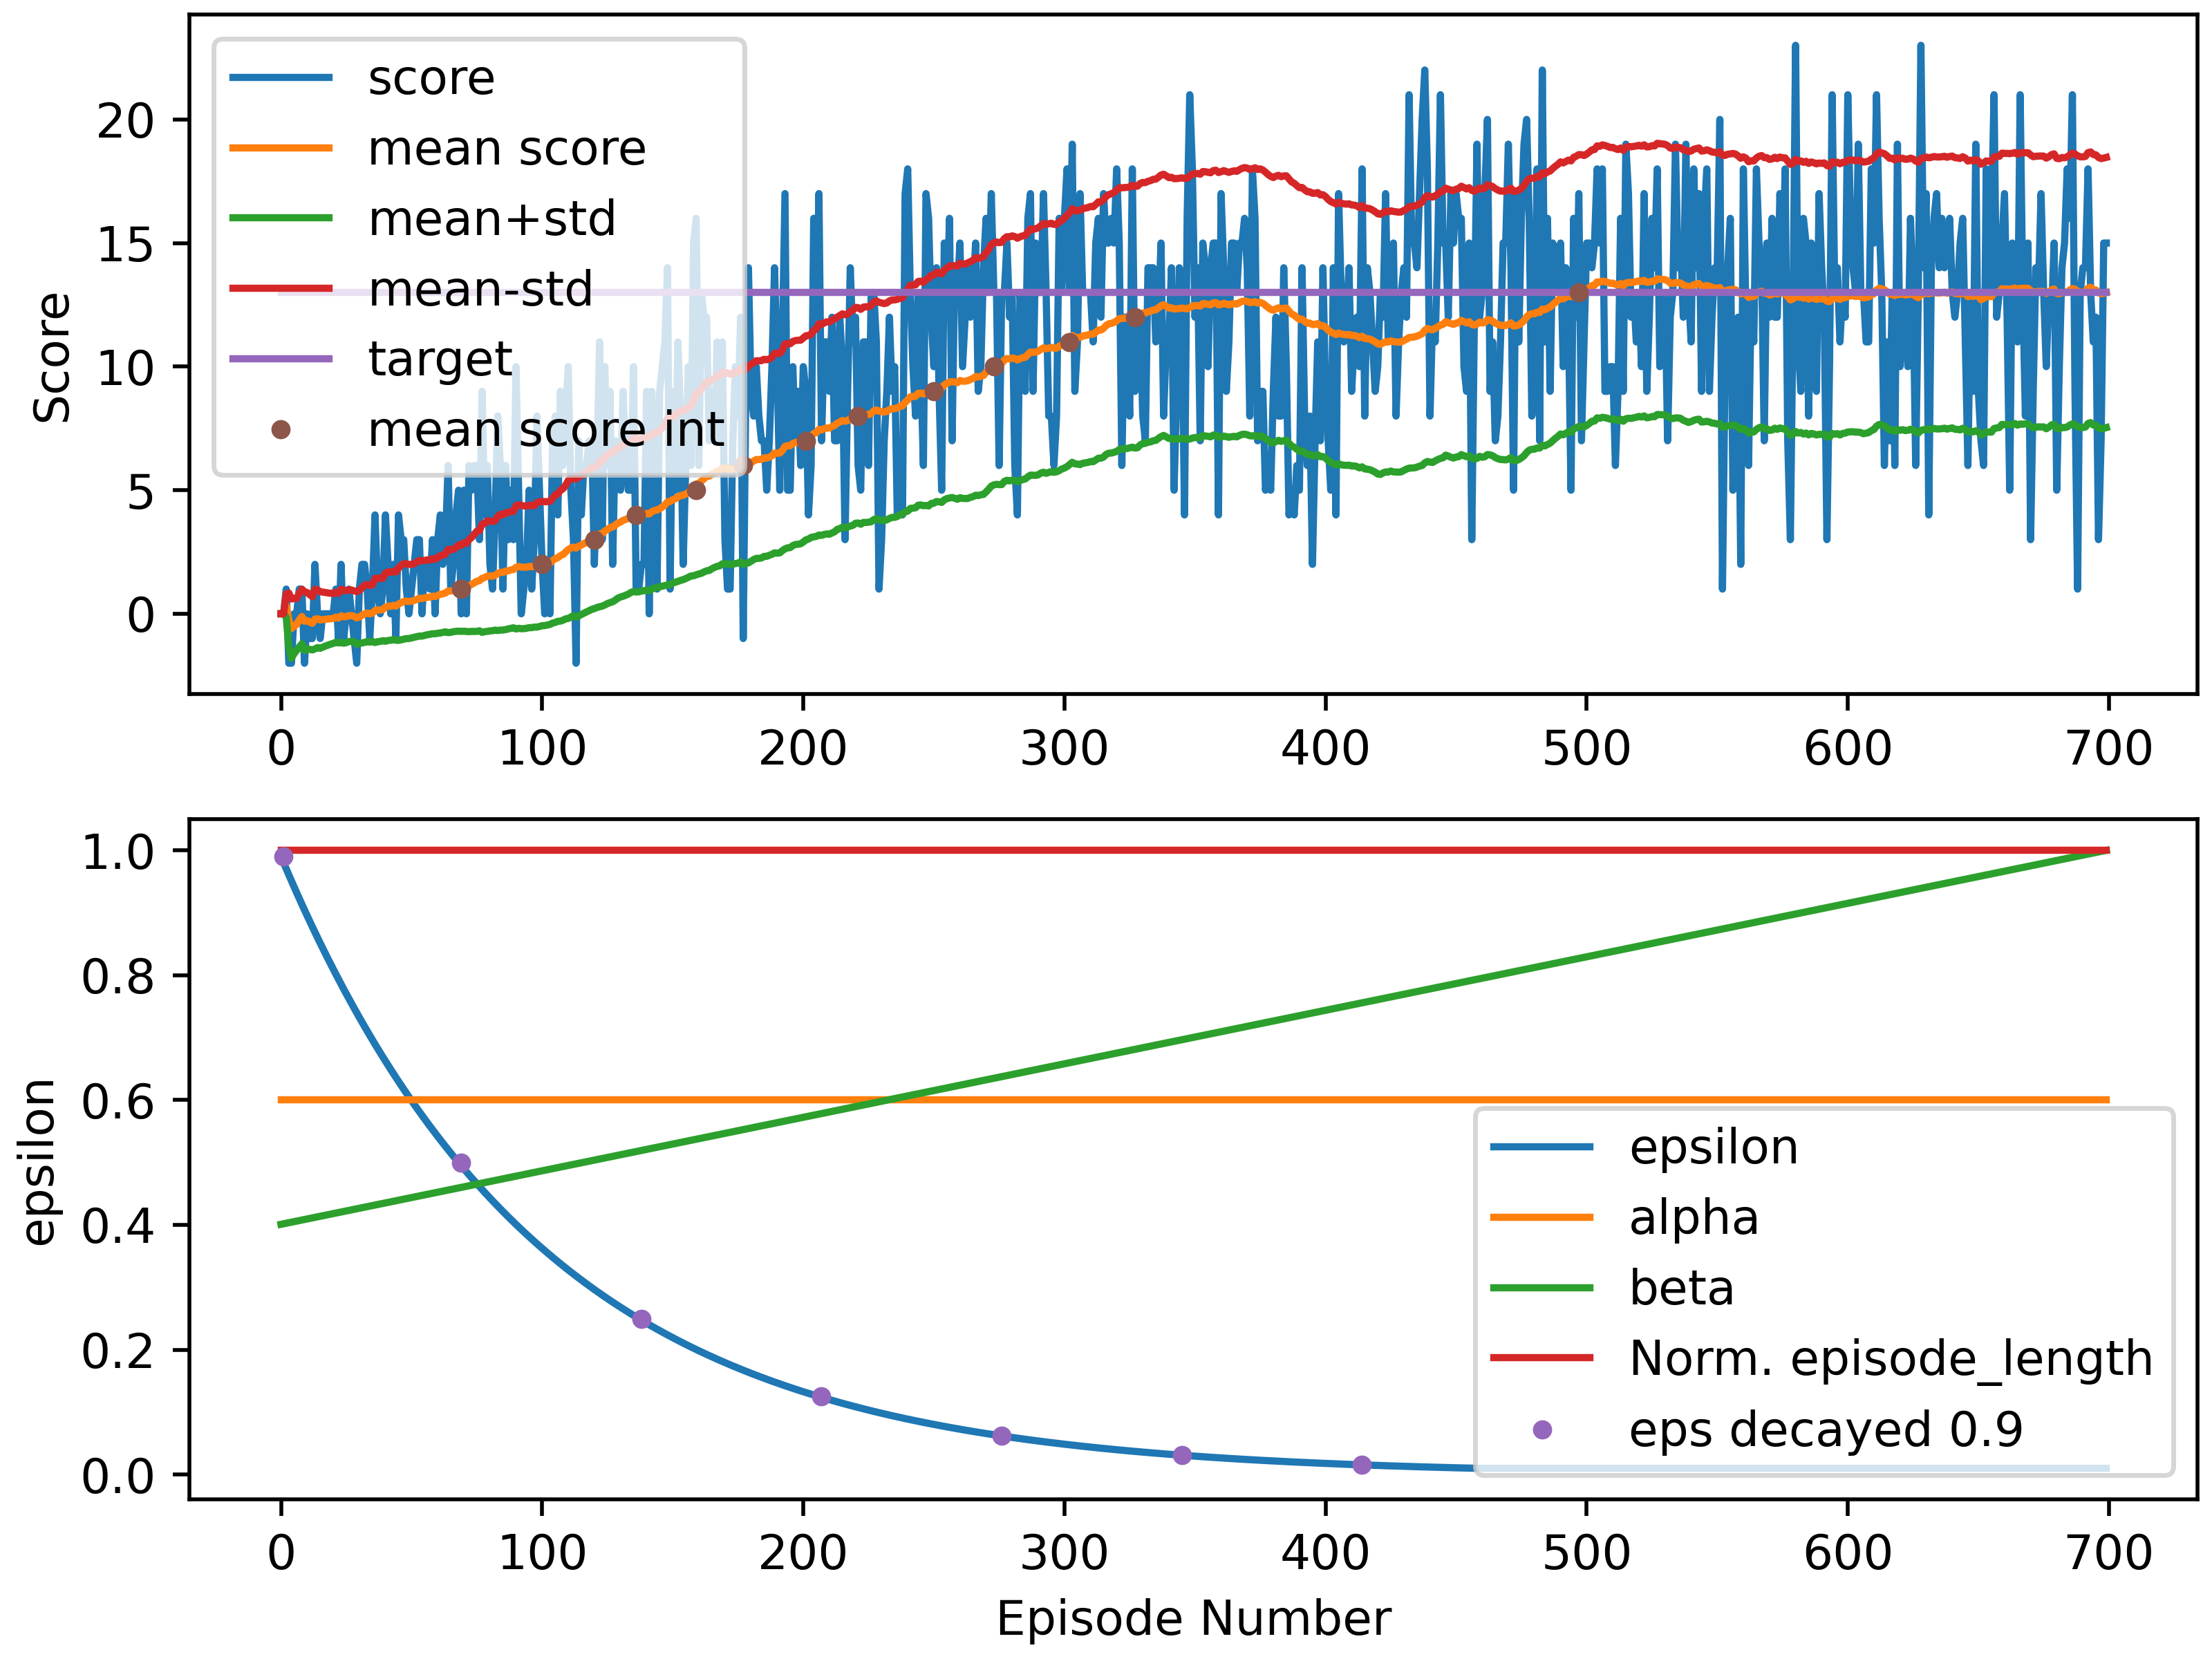 score
mean score
mean+std
mean-std
target
mean score int
Score
20
15
10
5
0
0 100 200 300 400 500 600 700
epsilon
1.0
0.8
0.6
0.4
0.2
0.0
epsilon
alpha
beta
Norm. episode_length
eps decayed 0.9
0 100 200 300 400 500 600 700
Episode Number